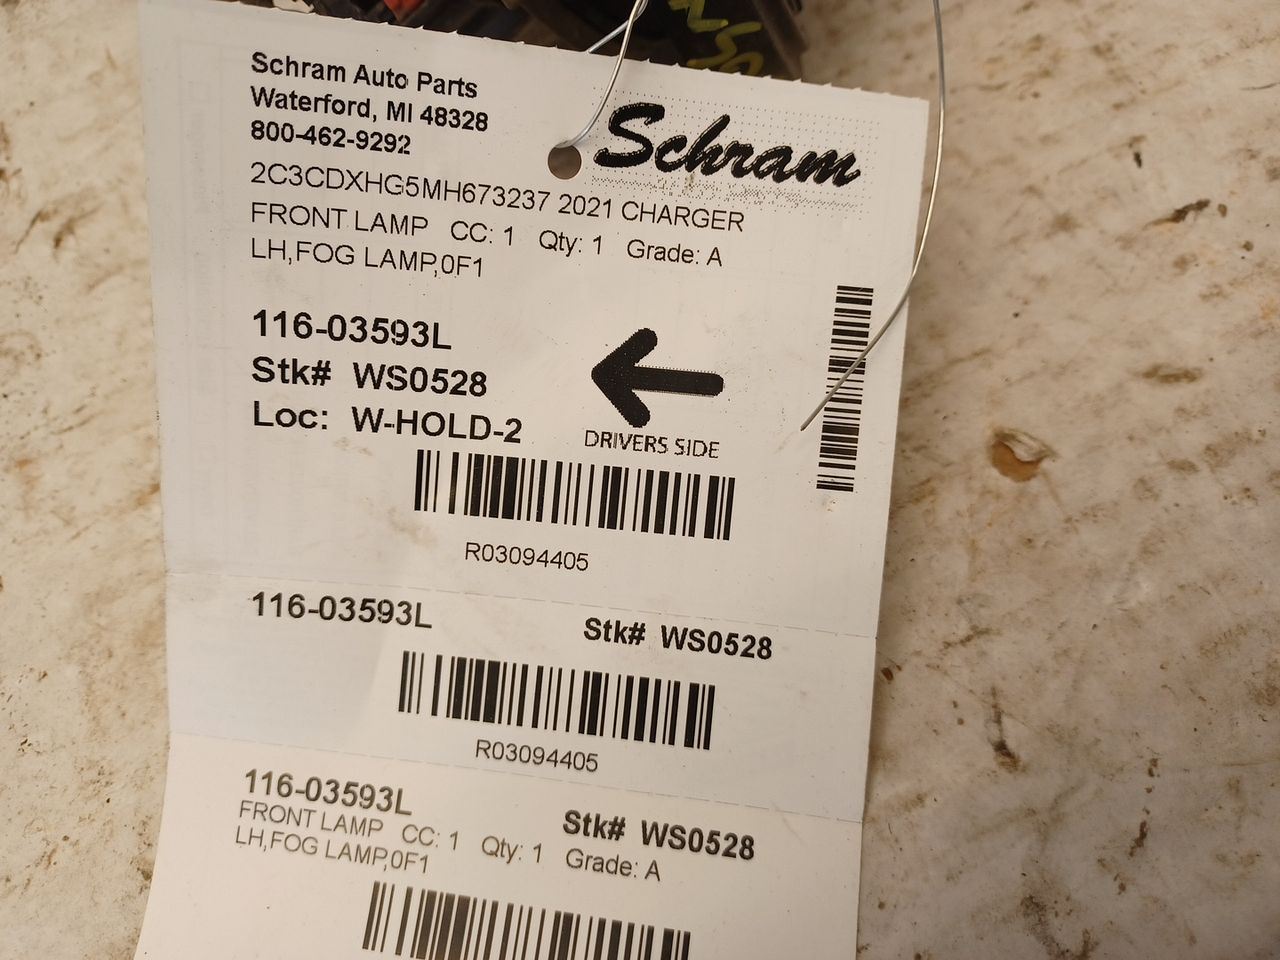 Schram Auto Parts
Waterford, MI 48328
800-462-9292
Schram
2C3CDXHG5MH673237 2021 CHARGER
FRONT LAMP CC: 1 Qty: 1 Grade: A
LH,FOG LAMP,0F1
116-03593L
Stk# WS0528
Loc: W-HOLD-2
DRIVERS SIDE
R03094405
116-03593L Stk# WS0528
R03094405
116-03593L Stk# WS0528
FRONT LAMP CC: 1 Qty: 1 Grade: A
LH,FOG LAMP,0F1